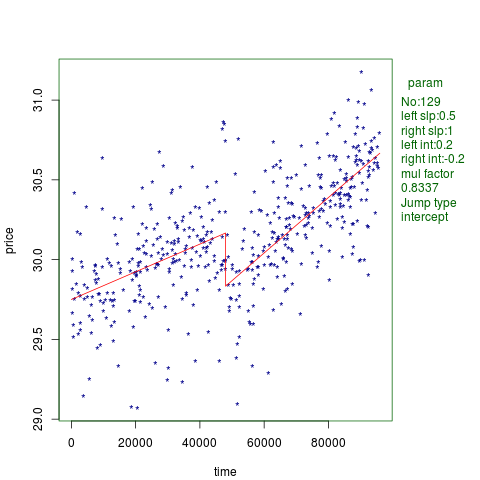 param
No:129
left slp:0.5
right slp:1
left int:0.2
right int:-0.2
mul factor
0.8337
Jump type
intercept
price
31.0
30.5
30.0
29.5
29.0
0 20000 40000 60000 80000
time